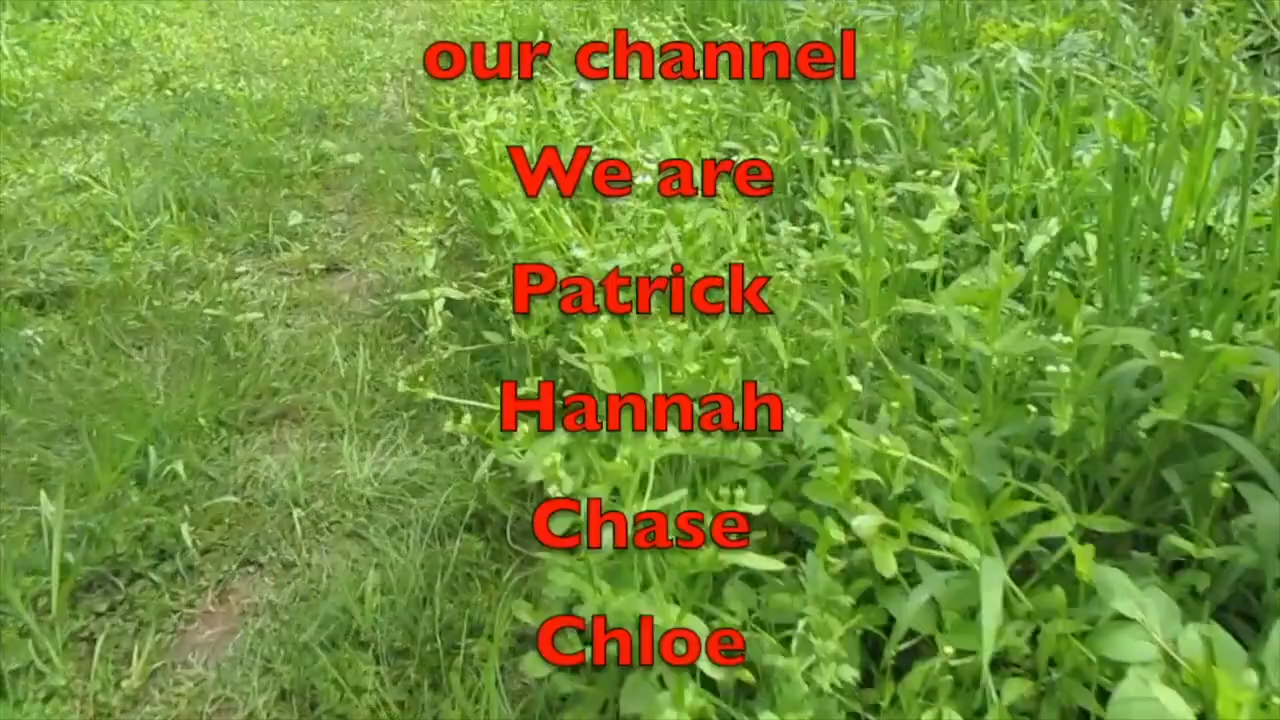 our channel
We are
Patrick
Hannah
Chase
Chloe